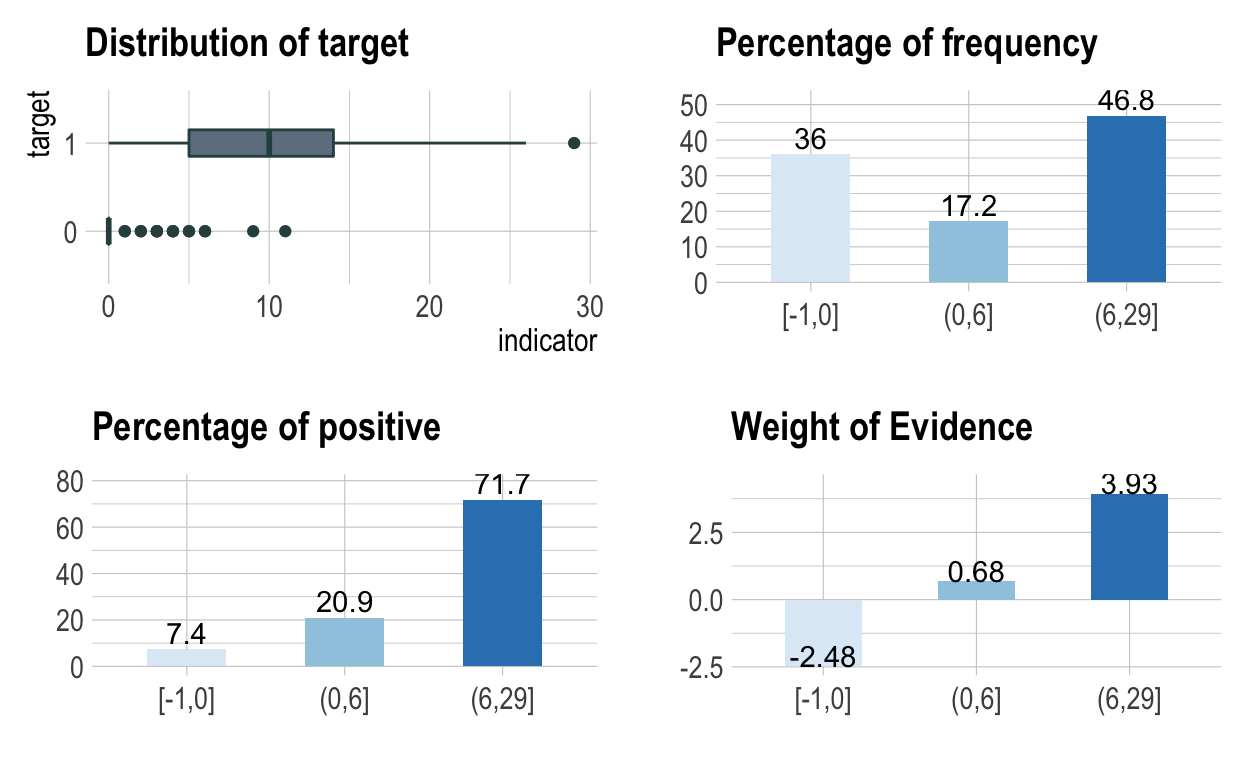 Distribution of target
target
1
0
0 10 20 30
indicator
Percentage of frequency
50
40
30
20
10
0
36
17.2
46.8
[-1,0] (0,6] (6,29]
Percentage of positive
80
60
40
20
0
7.4
20.9
71.7
[-1,0] (0,6] (6,29]
Weight of Evidence
2.5
0.0
-2.5
-2.48
0.68
3.93
[-1,0] (0,6] (6,29]